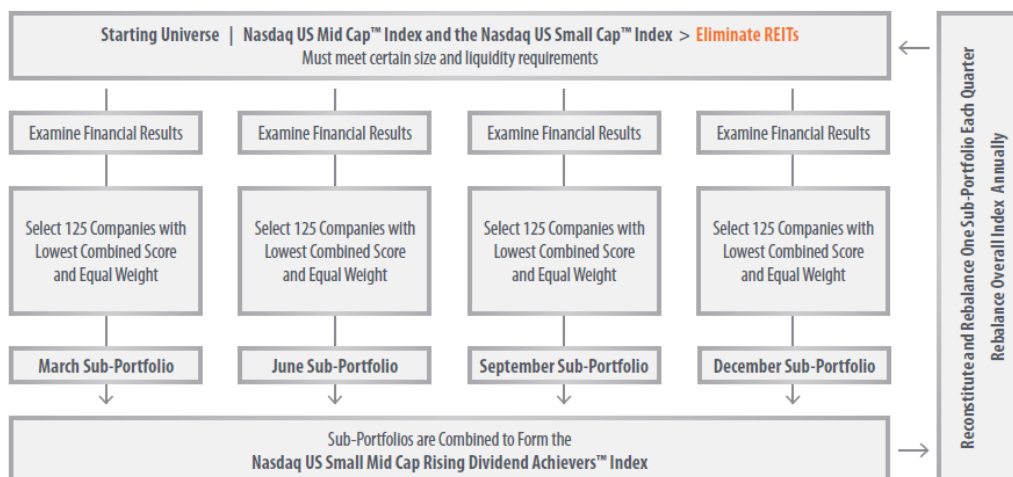 Starting Universe | Nasdaq US Mid Cap™ Index and the Nasdaq US Small Cap™ Index > Eliminate REITs
Must meet certain size and liquidity requirements
Examine Financial Results
Examine Financial Results
Examine Financial Results
Examine Financial Results
Select 125 Companies with
Lowest Combined Score
and Equal Weight
Select 125 Companies with
Lowest Combined Score
and Equal Weight
Select 125 Companies with
Lowest Combined Score
and Equal Weight
Select 125 Companies with
Lowest Combined Score
and Equal Weight
March Sub-Portfolio
June Sub-Portfolio
September Sub-Portfolio
December Sub-Portfolio
Sub-Portfolios are Combined to Form the
Nasdaq US Small Mid Cap Rising Dividend Achievers™ Index
Reconstitute and Rebalance One Sub-Portfolio Each Quarter
Rebalance Overall Index Annually